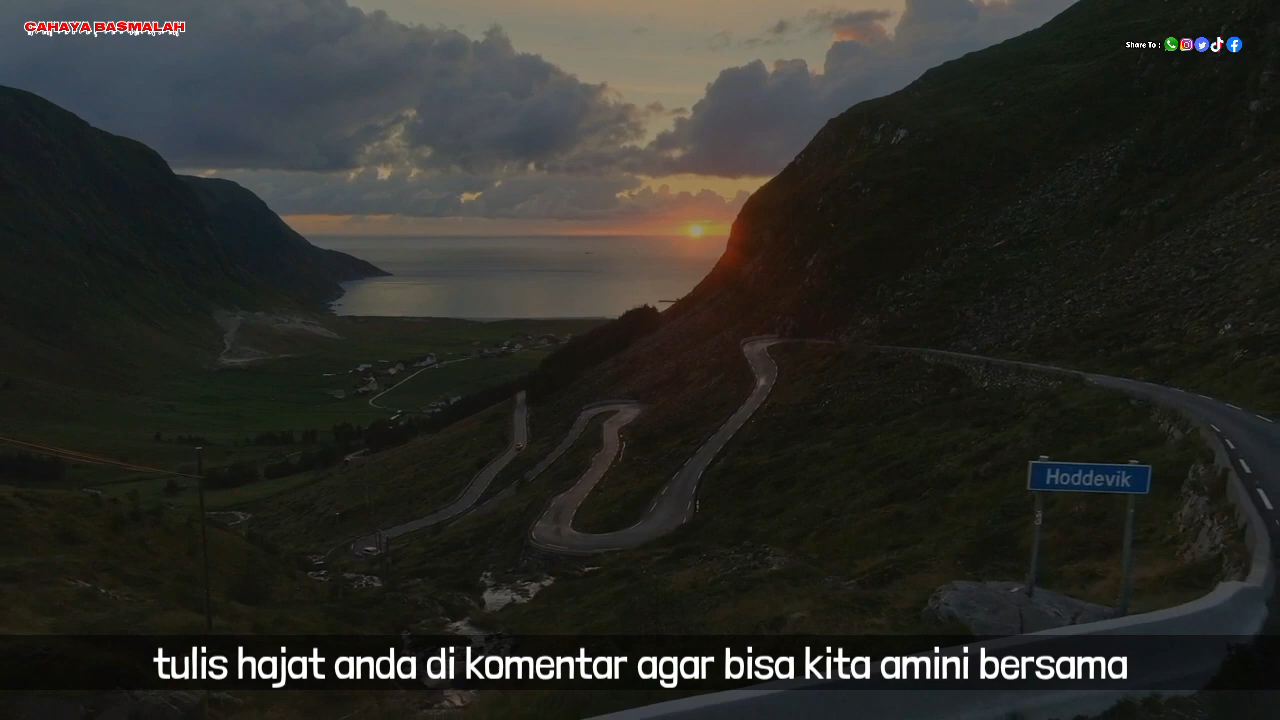 CAHAYA BASMALAH
Share To :
Hoddevik
tulis hajat anda di komentar agar bisa kita amini bersama